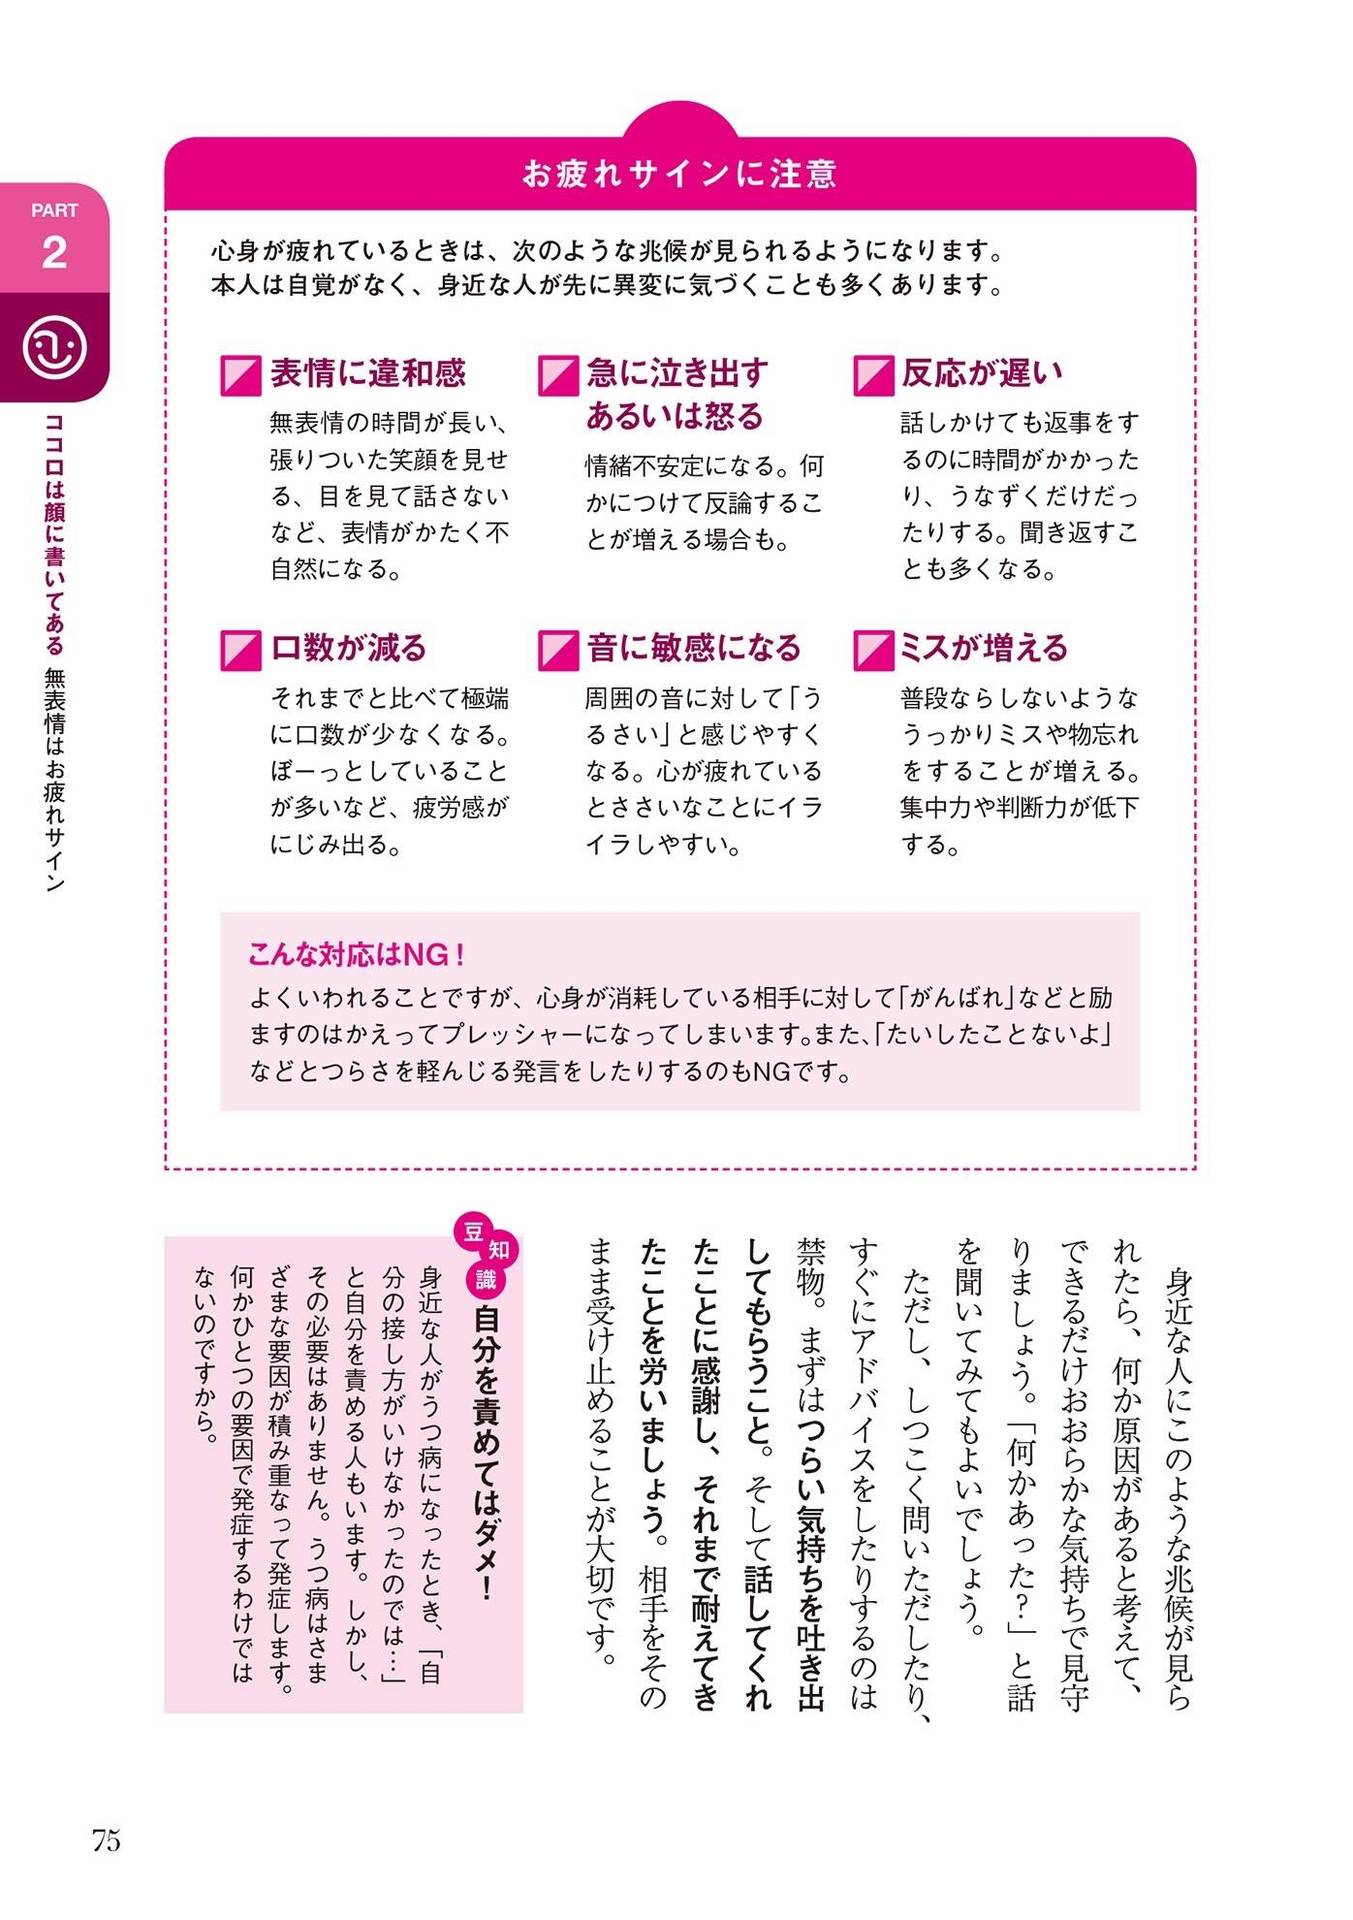 お疲れサインに注意
心身が疲れているときは、次のような兆候が見られるようになります。
本人は自覚がなく、身近な人が先に異変に気づくことも多くあります。
表情に違和感
無表情の時間が長い、
張りついた笑顔を見せ
る、目を見て話さない
など、表情がかたく不
自然になる。
急に泣き出す
あるいは怒る
情緒不安定になる。何
かにつけて反論するこ
とが増える場合も。
反応が遅い
話しかけても返事をす
るのに時間がかかった
り、うなずくだけだっ
たりする。聞き返すこ
とも多くなる。
口数が減る
それまでと比べて極端
に口数が少なくなる。
ぼーっとしていること
が多いなど、疲労感が
にじみ出る。
音に敏感になる
周囲の音に対して「う
るさい」と感じやすく
なる。心が疲れている
とささいなことにイラ
イラしやすい。
ミスが増える
普段ならしないような
うっかりミスや物忘れ
をすることが増える。
集中力や判断力が低下
する。
こんな対応はNG！
よくいわれることですが、心身が消耗している相手に対して「がんばれ」などと励
ますのはかえってプレッシャーになってしまいます。また、「たいしたことないよ」
などとつらさを軽んじる発言をしたりするのもNGです。
身近な人にこのような兆候が見ら
れたら、何か原因があると考えて、
できるだけおおらかな気持ちで見守
りましょう。「何かあった？」と話
を聞いてみてもよいでしょう。
ただし、しつこく問いただしたり、
すぐにアドバイスをしたりするのは
禁物。まずはつらい気持ちを吐き出
してもらうこと。そして話してくれ
たことに感謝し、それまで耐えてき
たことを労いましょう。相手をその
まま受け止めることが大切です。
豆知識
自分を責めてはダメ！
身近な人がうつ病になったとき、「自
分の接し方がいけなかったのでは…」
と自分を責める人もいます。しかし、
その必要はありません。うつ病はさま
ざまな要因が積み重なって発症します。
何かひとつの要因で発症するわけでは
ないのですから。
PART
2
ココロは顔に書いてある 無表情はお疲れサイン
75